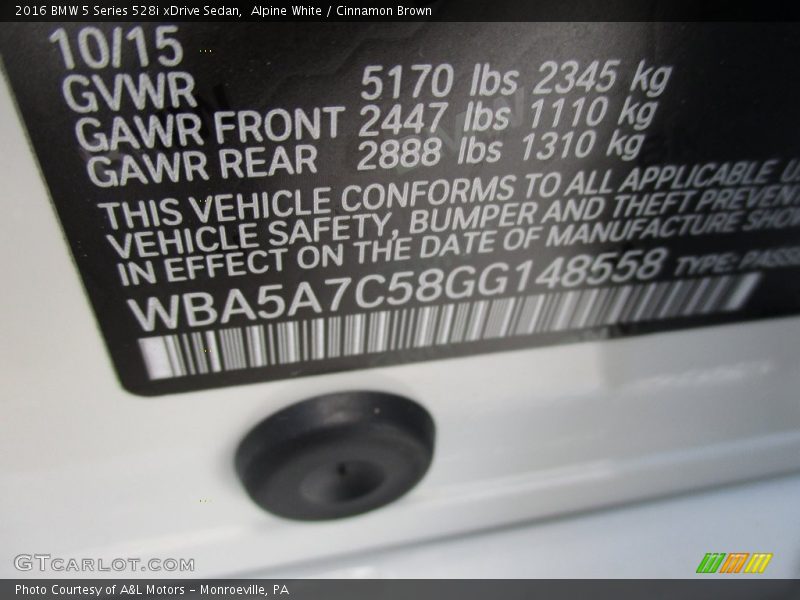 2016 BMW 5 Series 528i xDrive Sedan, Alpine White / Cinnamon Brown
10/15
GVWR 5170 lbs 2345 kg
GAWR FRONT 2447 lbs 1110 kg
GAWR REAR 2888 lbs 1310 kg
THIS VEHICLE CONFORMS TO ALL APPLICABLE
VEHICLE SAFETY, BUMPER AND THEFT PREVENT
IN EFFECT ON THE DATE OF MANUFACTURE SHO
WBA5A7C58GG148558 TYPE: PASS
GTCARLOT.COM
Photo Courtesy of A&L Motors - Monroeville, PA